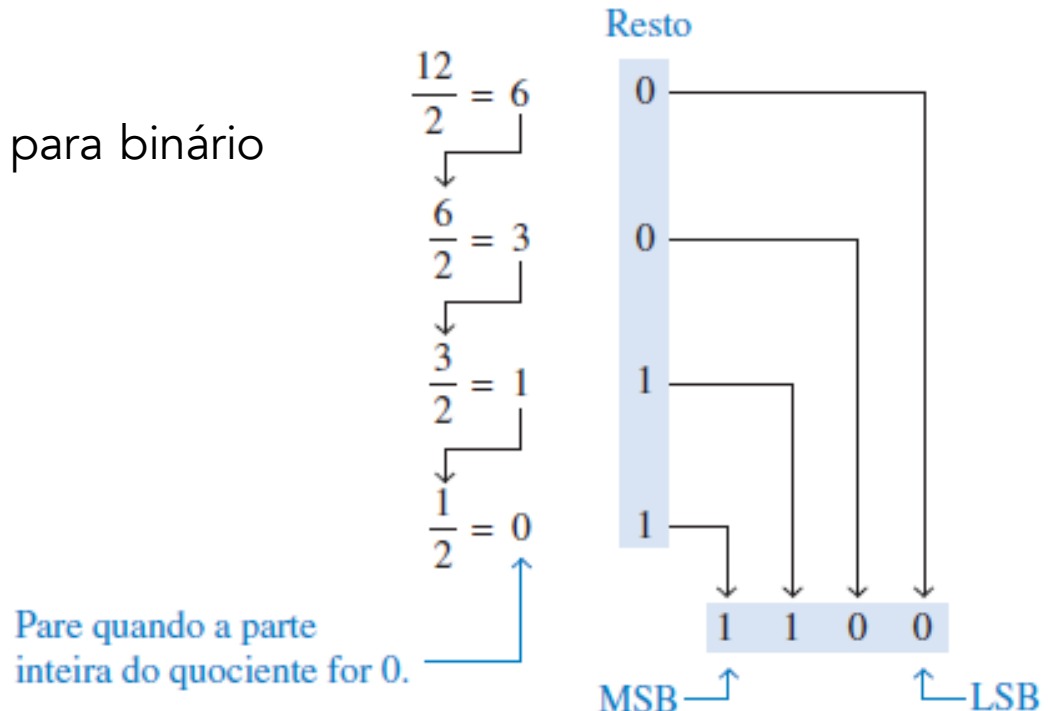 para binário
Resto
12/2 = 6 0
6/2 = 3 0
3/2 = 1 1
1/2 = 0 1
1 1 0 0
Pare quando a parte
inteira do quociente for 0.
MSB LSB